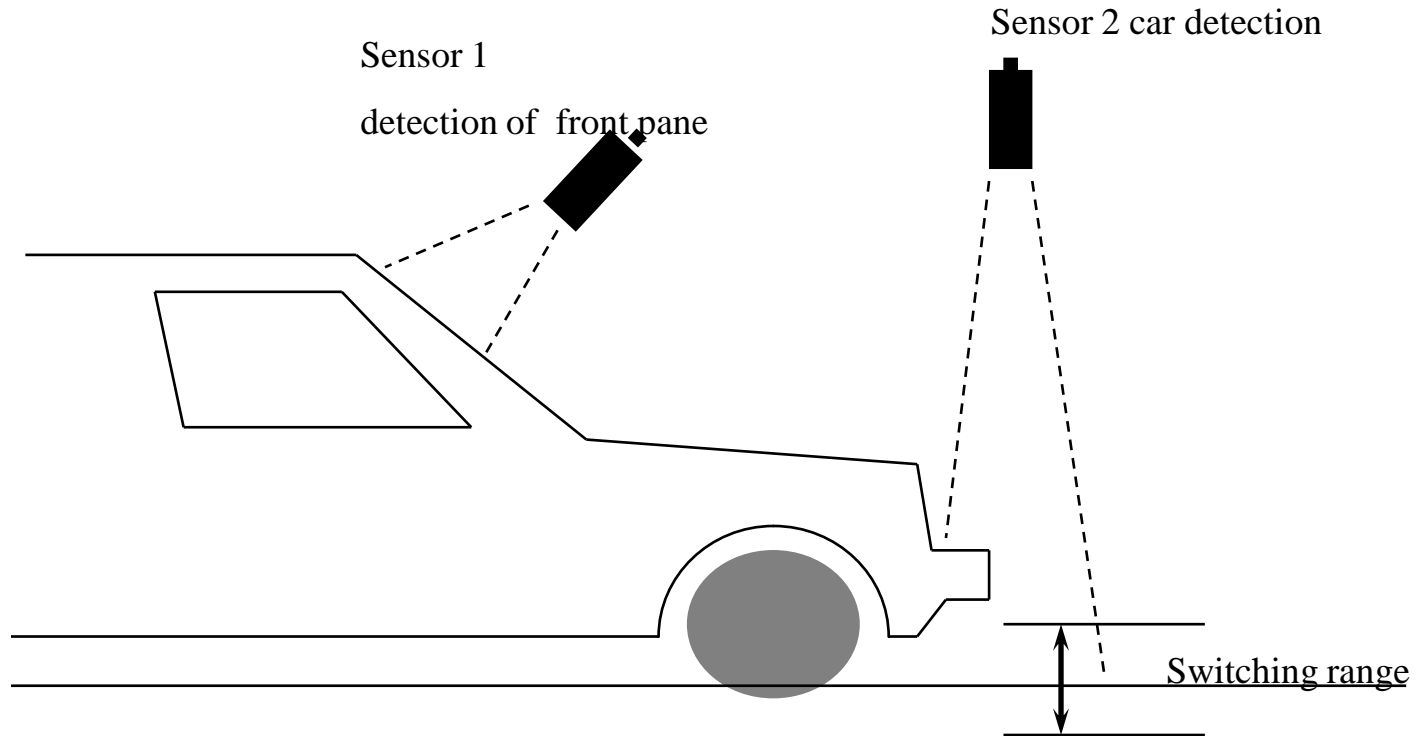 Sensor 2 car detection
Sensor 1
detection of front pane
Switching range